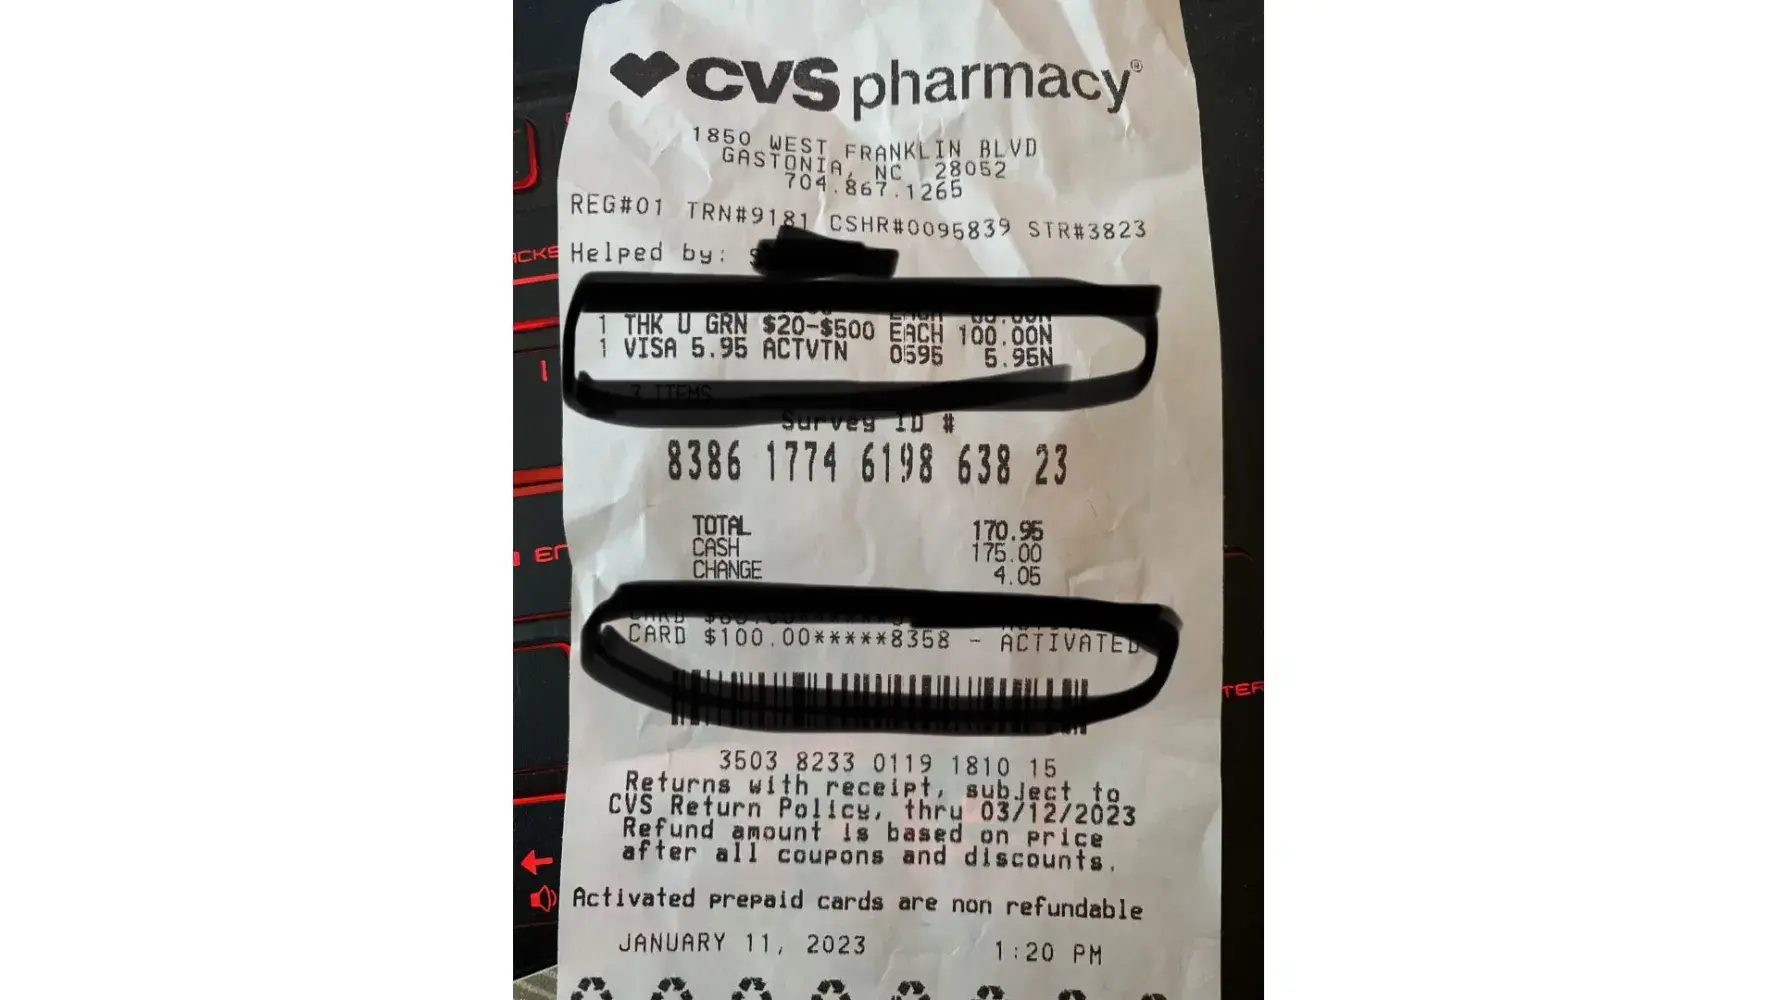 CVS pharmacy®
1850 WEST FRANKLIN BLVD
GASTONIA, NC 28052
704.867.1265
REG#01 TRN#9181 CSHR#0095839 STR#3823
Helped by:
1 THK U GRN $20-$500 EACH 100.00N
1 VISA 5.95 ACTVTN 0595 5.95N
3 ITEMS
Survey ID #
8386 1774 6198 638 23
TOTAL 170.95
CASH 175.00
CHANGE 4.05
CARD $100.00*****8358 - ACTIVATED
3503 8233 0119 1810 15
Returns with receipt, subject to
CVS Return Policy, thru 03/12/2023
Refund amount is based on price
after all coupons and discounts.
Activated prepaid cards are non refundable
JANUARY 11, 2023 1:20 PM